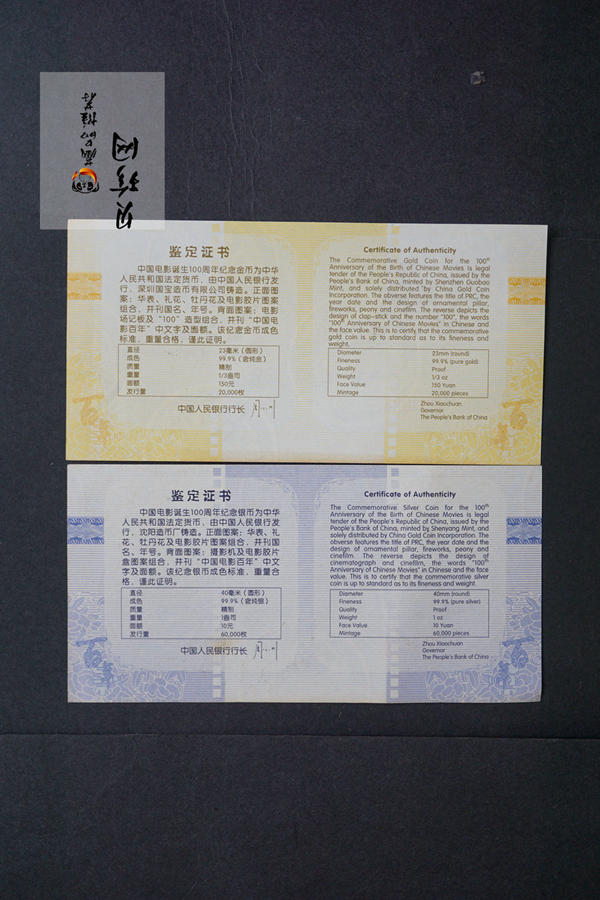 藏品推荐
贝珍网
鉴定证书
中国电影诞生100周年纪念金币为中华
人民共和国法定货币，由中国人民银行发
行，深圳国宝造币有限公司铸造。正面图
案：华表、礼花、牡丹花及电影胶片图案
组合，并刊国名、年号。背面图案：电影
场记板及“100”造型组合，并刊“中国电
影百年”中文字及面额。该纪念金币成色
标准，重量合格，谨此证明。
直径 23毫米（圆形）
成色 99.9%（含纯金）
质量 精制
重量 1/3盎司
面额 150元
发行量 20,000枚
中国人民银行行长
Certificate of Authenticity
The Commemorative Gold Coin for the 100th
Anniversary of the Birth of Chinese Movies is legal
tender of the People's Republic of China, issued by the
People's Bank of China, minted by Shenzhen Guobao
Mint, and solely distributed by China Gold Coin
Incorporation. The obverse features the title of PRC, the
year date and the design of ornamental pillar,
fireworks, peony and cinefilm. The reverse depicts the
design of clap-stick and the number "100", the words
"100th Anniversary of Chinese Movies" in Chinese and
the face value. This is to certify that the commemorative
gold coin is up to standard as to its fineness and
weight.
Diameter 23mm (round)
Fineness 99.9% (pure gold)
Quality Proof
Weight 1/3 oz
Face Value 150 Yuan
Mintage 20,000 pieces
Zhou Xiaochuan
Governor
The People's Bank of China
百年
鉴定证书
中国电影诞生100周年纪念银币为中华
人民共和国法定货币，由中国人民银行发
行，沈阳造币厂铸造。正面图案：华表、礼
花、牡丹花及电影胶片图案组合，并刊国
名、年号。背面图案：摄影机及电影胶片
盒图案组合，并刊“中国电影百年”中文
字及面额。该纪念银币成色标准，重量合
格，谨此证明。
直径 40毫米（圆形）
成色 99.9%（含纯银）
质量 精制
重量 1盎司
面额 10元
发行量 60,000枚
中国人民银行行长
Certificate of Authenticity
The Commemorative Silver Coin for the 100th
Anniversary of the Birth of Chinese Movies is legal
tender of the People's Republic of China, issued by the
People's Bank of China, minted by Shenyang Mint, and
solely distributed by China Gold Coin Incorporation. The
obverse features the title of PRC, the year date and the
design of ornamental pillar, fireworks, peony and
cinefilm. The reverse depicts the design of
cinematograph and cinefilm, the words "100th
Anniversary of Chinese Movies" in Chinese and the face
value. This is to certify that the commemorative silver
coin is up to standard as to its fineness and weight.
Diameter 40mm (round)
Fineness 99.9% (pure silver)
Quality Proof
Weight 1 oz
Face Value 10 Yuan
Mintage 60,000 pieces
Zhou Xiaochuan
Governor
The People's Bank of China
百年